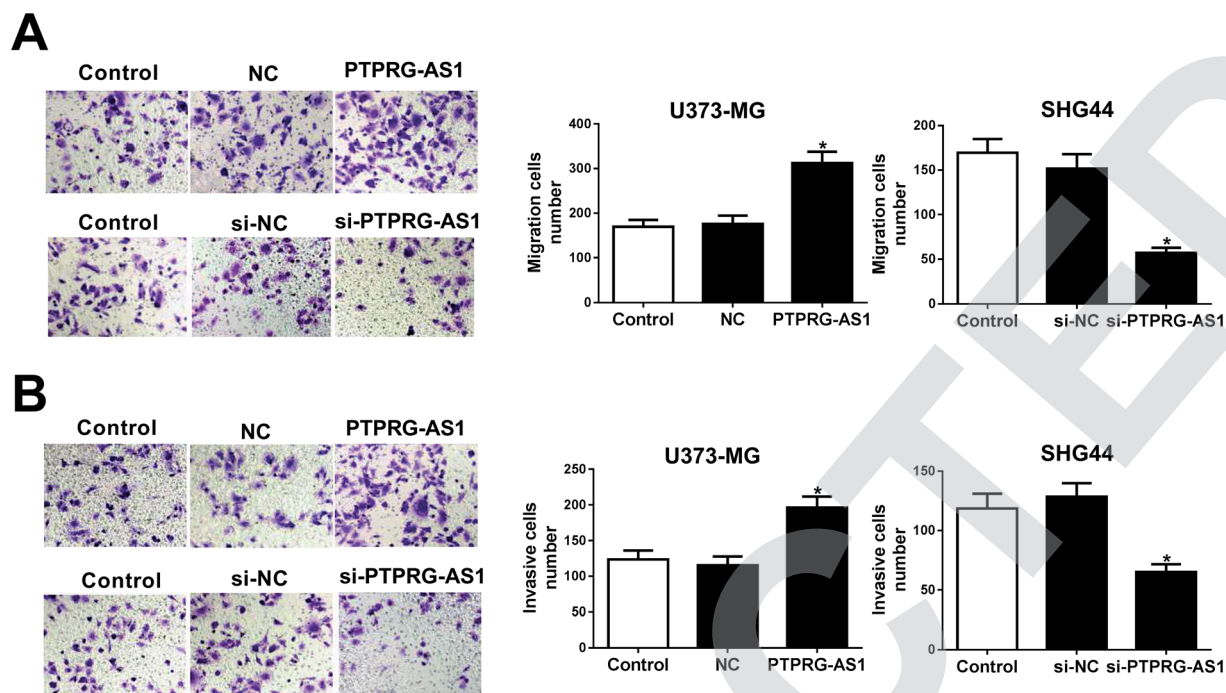 A
Control NC PTPRG-AS1
Control si-NC si-PTPRG-AS1
U373-MG
Migration cells
number
400
300
200
100
0
*
Control NC PTPRG-AS1
SHG44
Migration cells
number
200
150
100
50
0
*
Control si-NC si-PTPRG-AS1
B
Control NC PTPRG-AS1
Control si-NC si-PTPRG-AS1
U373-MG
Invasive cells
number
250
200
150
100
50
0
*
Control NC PTPRG-AS1
SHG44
Invasive cells
number
150
100
50
0
*
Control si-NC si-PTPRG-AS1
CTED